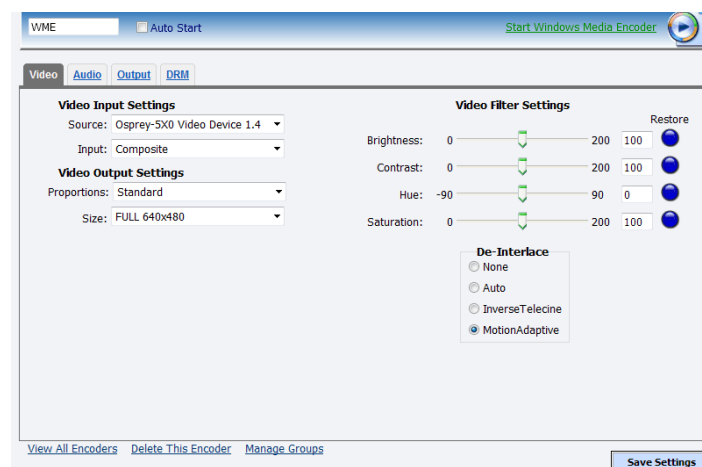 WME Auto Start Start Windows Media Encoder
Video Audio Output DRM
Video Input Settings
Source: Osprey-5X0 Video Device 1.4
Input: Composite
Video Output Settings
Proportions: Standard
Size: FULL 640x480
Video Filter Settings
Restore
Brightness: 0 200 100
Contrast: 0 200 100
Hue: -90 90 0
Saturation: 0 200 100
De-Interlace
None
Auto
InverseTelecine
MotionAdaptive
View All Encoders Delete This Encoder Manage Groups
Save Settings